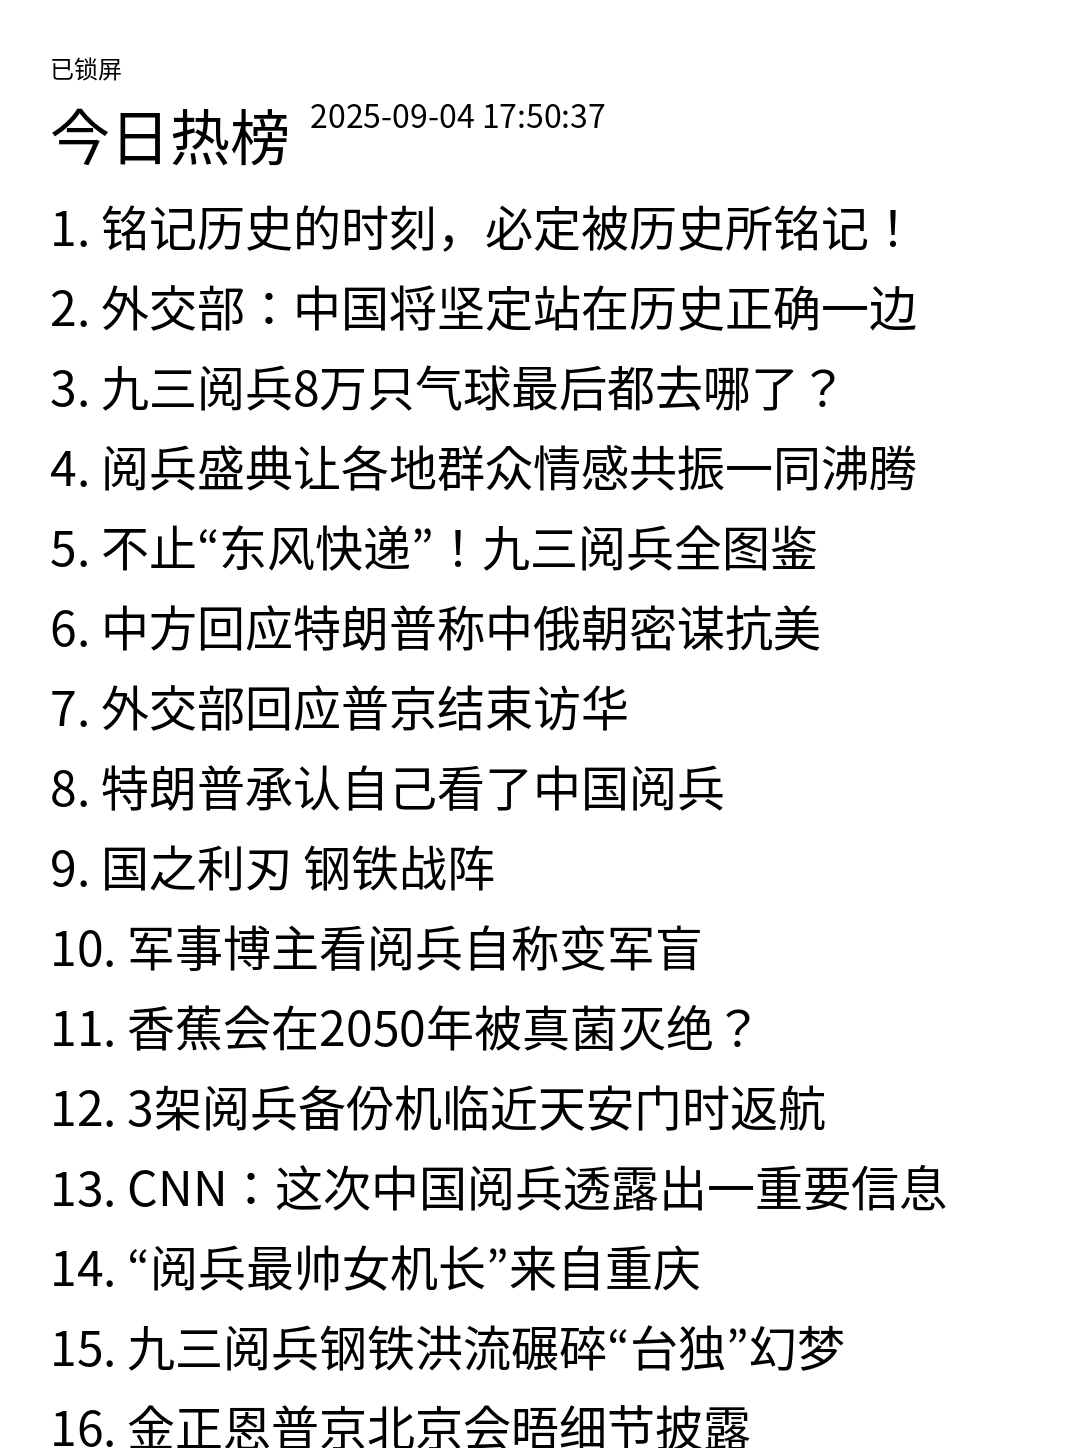 已锁屏
今日热榜 2025-09-04 17:50:37
1. 铭记历史的时刻，必定被历史所铭记！
2. 外交部：中国将坚定站在历史正确一边
3. 九三阅兵8万只气球最后都去哪了？
4. 阅兵盛典让各地群众情感共振一同沸腾
5. 不止“东风快递”！九三阅兵全图鉴
6. 中方回应特朗普称中俄朝密谋抗美
7. 外交部回应普京结束访华
8. 特朗普承认自己看了中国阅兵
9. 国之利刃 钢铁战阵
10. 军事博主看阅兵自称变军盲
11. 香蕉会在2050年被真菌灭绝？
12. 3架阅兵备份机临近天安门时返航
13. CNN：这次中国阅兵透露出一重要信息
14. “阅兵最帅女机长”来自重庆
15. 九三阅兵钢铁洪流碾碎“台独”幻梦
16. 金正恩普京北京会晤细节披露